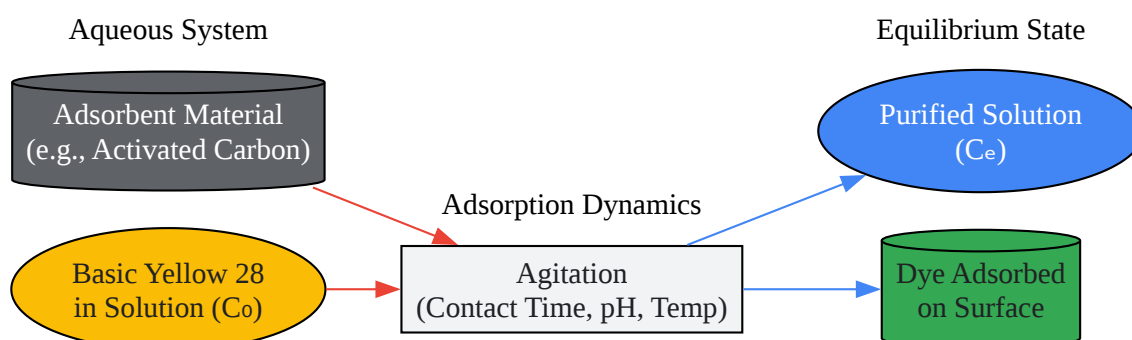 Aqueous System
Adsorbent Material
(e.g., Activated Carbon)
Basic Yellow 28
in Solution (C₀)
Adsorption Dynamics
Agitation
(Contact Time, pH, Temp)
Equilibrium State
Purified Solution
(Cₑ)
Dye Adsorbed
on Surface